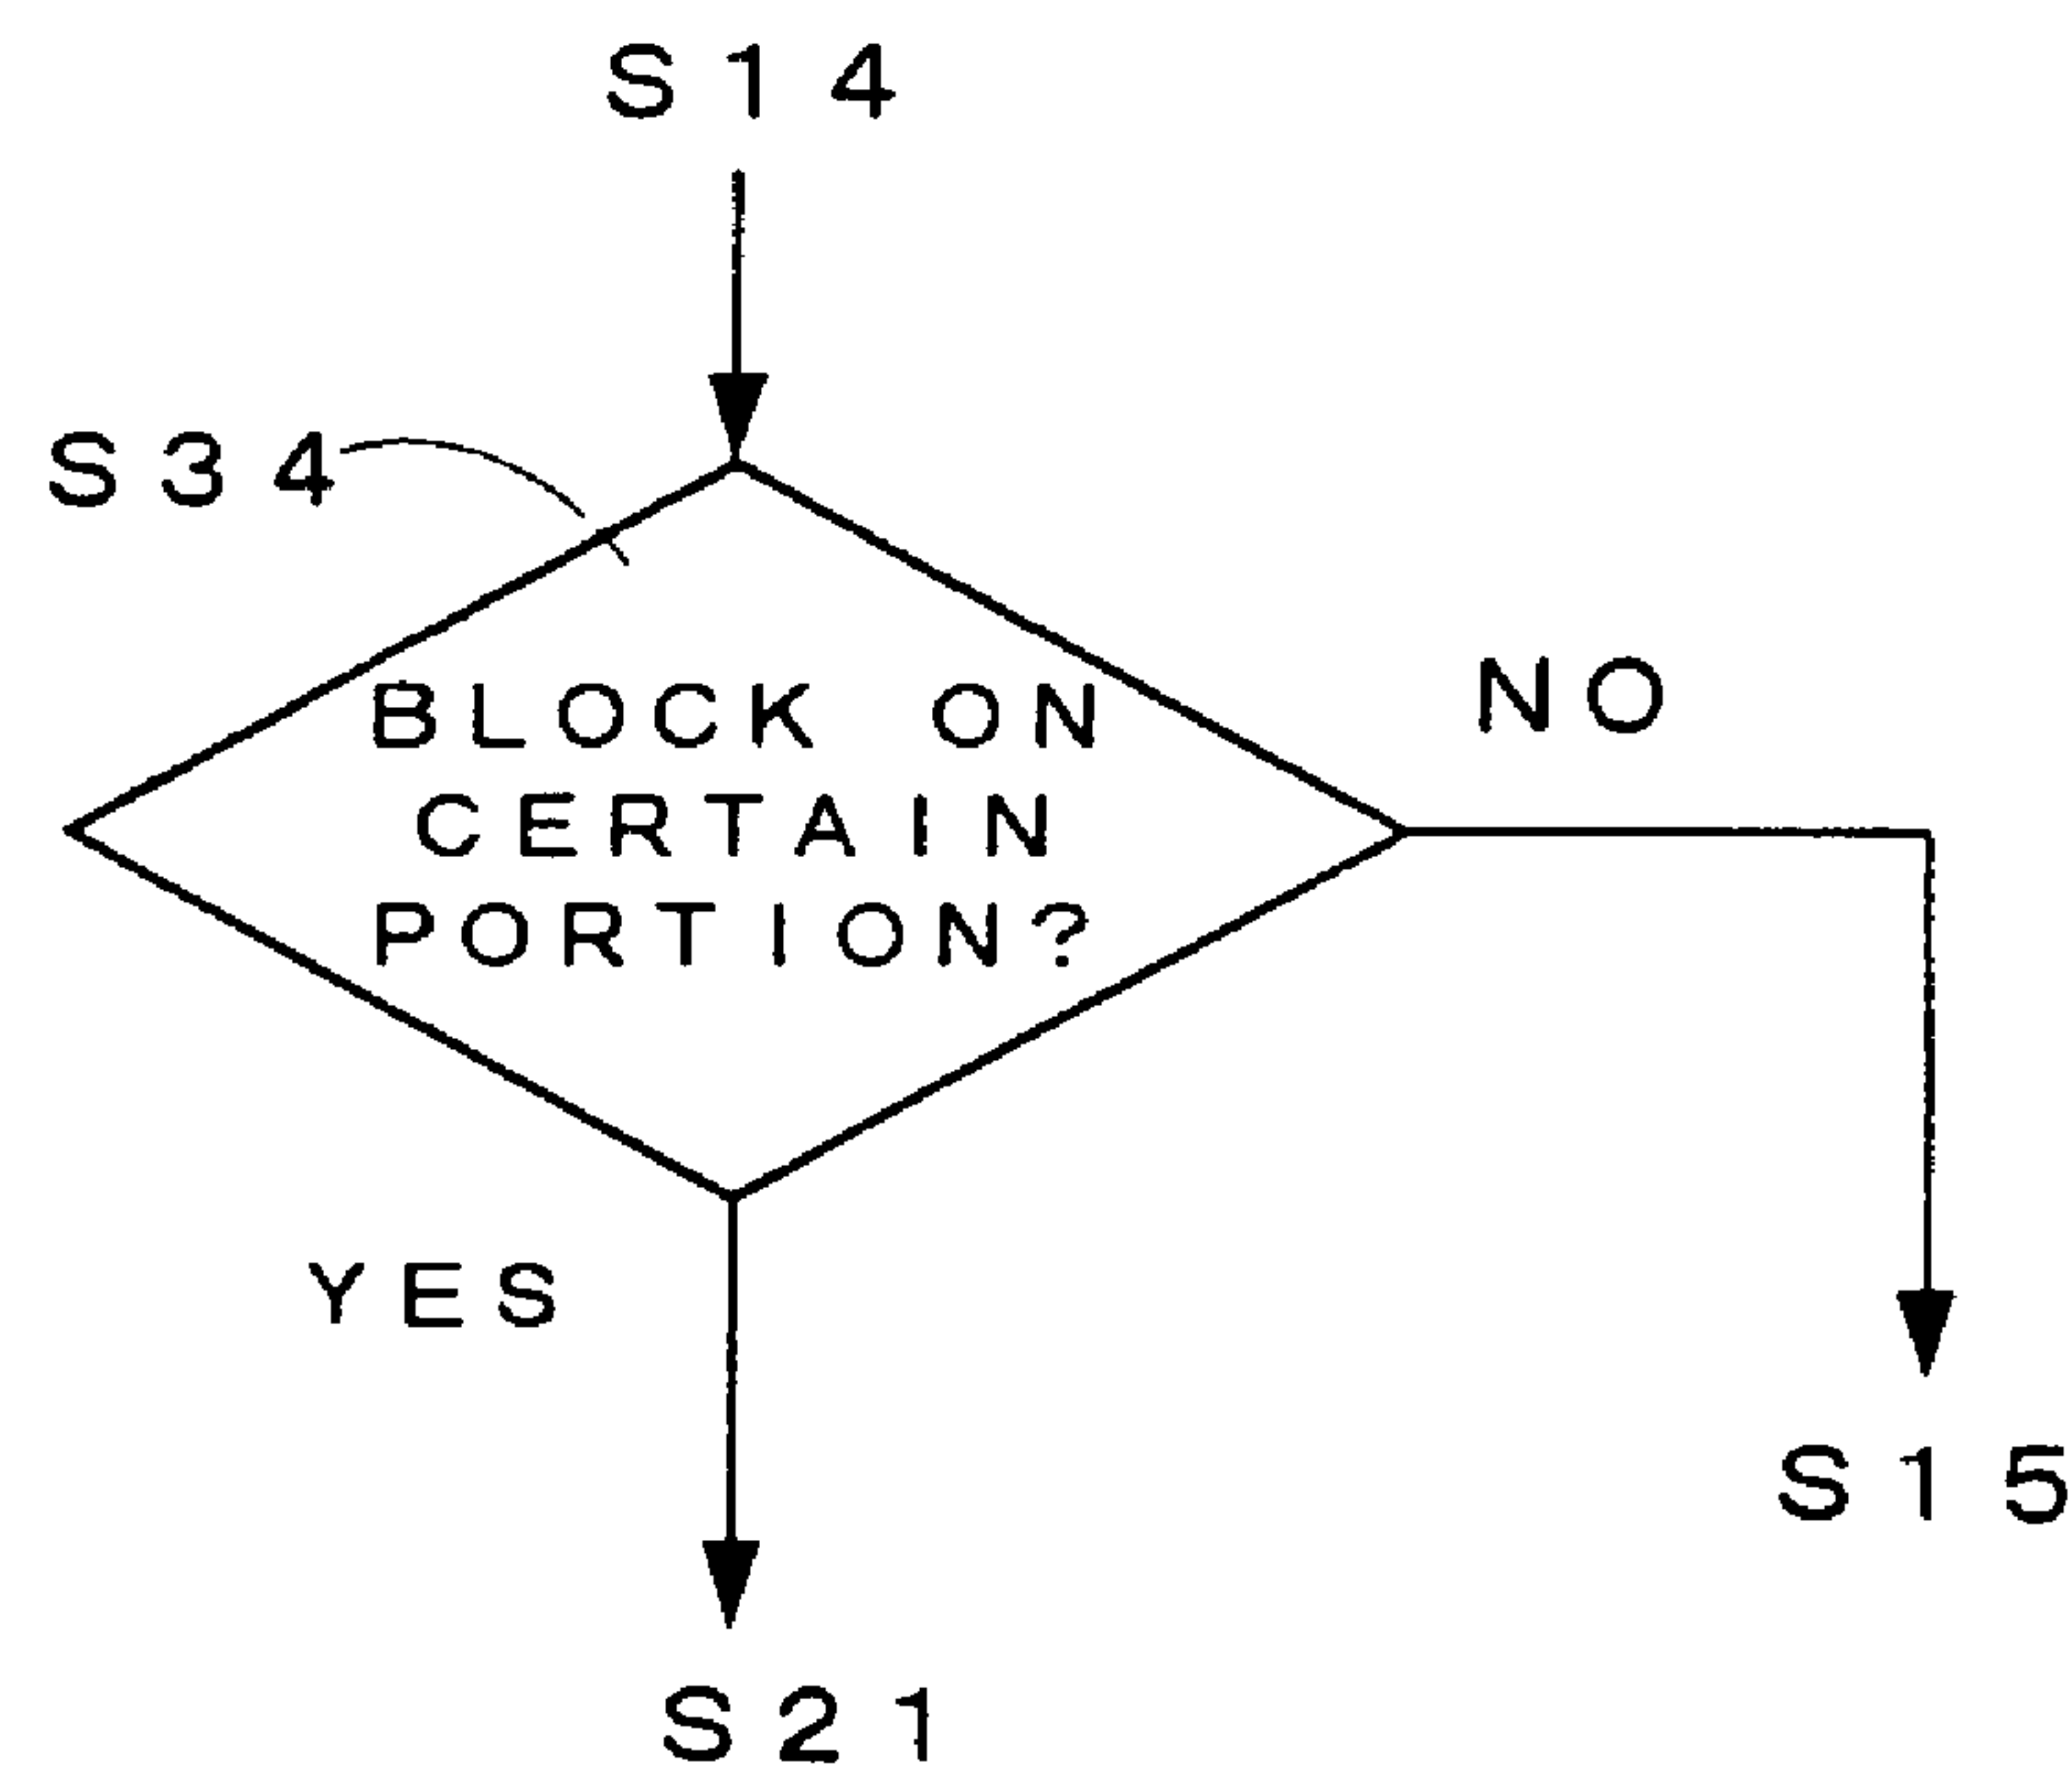 S14
S34
BLOCK ON
CERTAIN
PORTION?
NO
YES
S15
S21